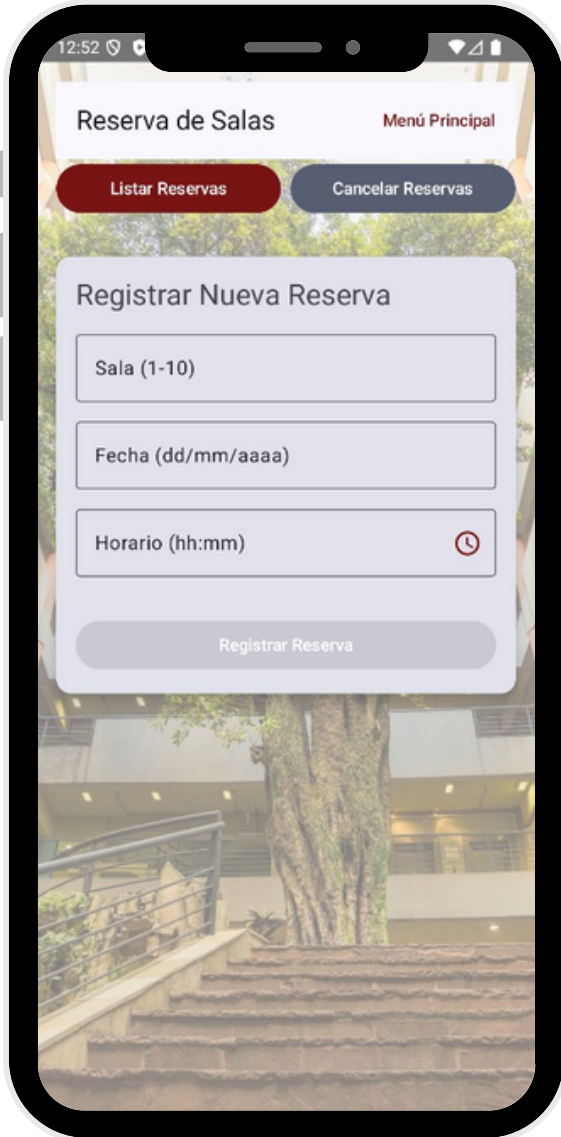 12:52
Reserva de Salas
Menú Principal
Listar Reservas
Cancelar Reservas
Registrar Nueva Reserva
Sala (1-10)
Fecha (dd/mm/aaaa)
Horario (hh:mm)
Registrar Reserva